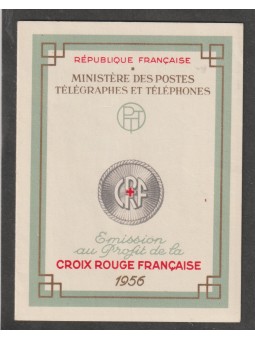 RÉPUBLIQUE FRANÇAISE
MINISTÈRE DES POSTES
TÉLÉGRAPHES ET TÉLÉPHONES
PTT
CRF
Emission
au Profit de la
CROIX ROUGE FRANÇAISE
1956